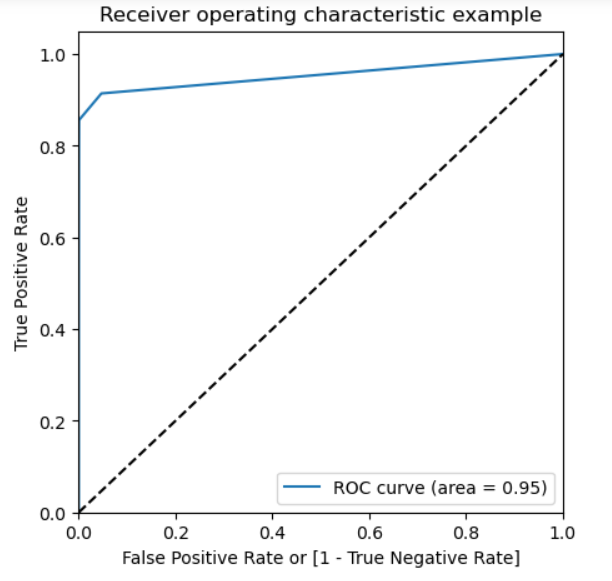 Receiver operating characteristic example
1.0
0.8
0.6
0.4
0.2
0.0
True Positive Rate
ROC curve (area = 0.95)
0.0 0.2 0.4 0.6 0.8 1.0
False Positive Rate or [1 - True Negative Rate]